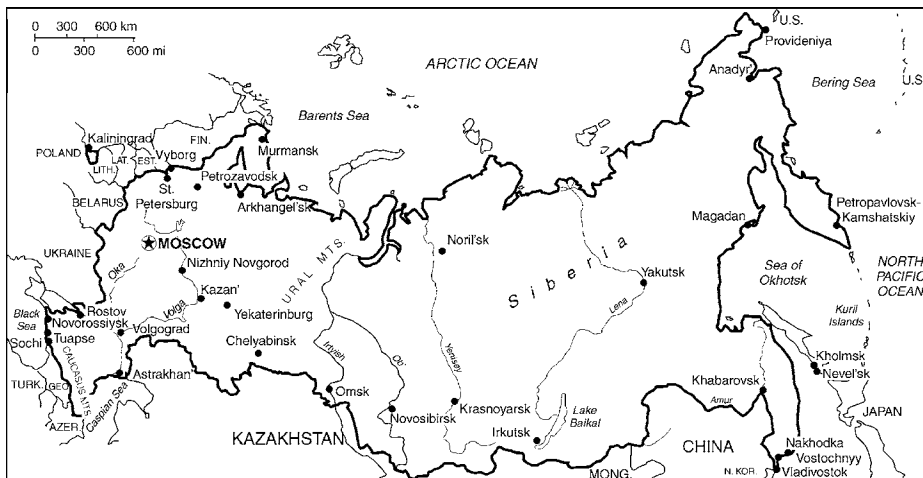 0 300 600 km
0 300 600 mi
ARCTIC OCEAN
U.S.
Provideniya
Anadyr'
Bering Sea
U.S.
Barents Sea
Kaliningrad
POLAND
LITH.
LAT.
EST.
Vyborg
FIN.
Murmansk
St.
Petersburg
Petrozavodsk
Arkhangel'sk
BELARUS
UKRAINE
MOSCOW
Oka
Nizhniy Novgorod
URAL MTS.
Noril'sk
Siberia
Yakutsk
Lena
Magadan
Petropavlovsk-
Kamshatskiy
Sea of
Okhotsk
NORTH
PACIFIC
OCEAN
Kuril
Islands
Black
Sea
Rostov
Novorossiysk
Tuapse
Sochi
Volga
Kazan'
Yekaterinburg
Volgograd
Chelyabinsk
CAUCASUS MTS.
TURK.
GEO.
AZER.
Astrakhan'
Caspian Sea
Irtyish
Ob'
Yenisey
Omsk
Novosibirsk
Krasnoyarsk
Irkutsk
Lake
Baikal
KAZAKHSTAN
MONG.
CHINA
Khabarovsk
Amur
Kholmsk
Nevel'sk
JAPAN
Nakhodka
Vostochnyy
Vladivostok
N. KOR.